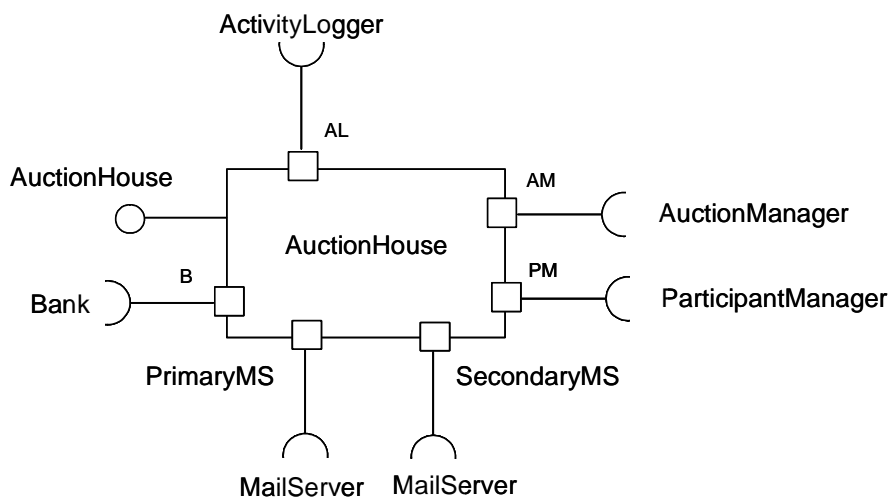 ActivityLogger
AL
AuctionHouse
AM
AuctionManager
AuctionHouse
B
PM
Bank
ParticipantManager
PrimaryMS
SecondaryMS
MailServer
MailServer